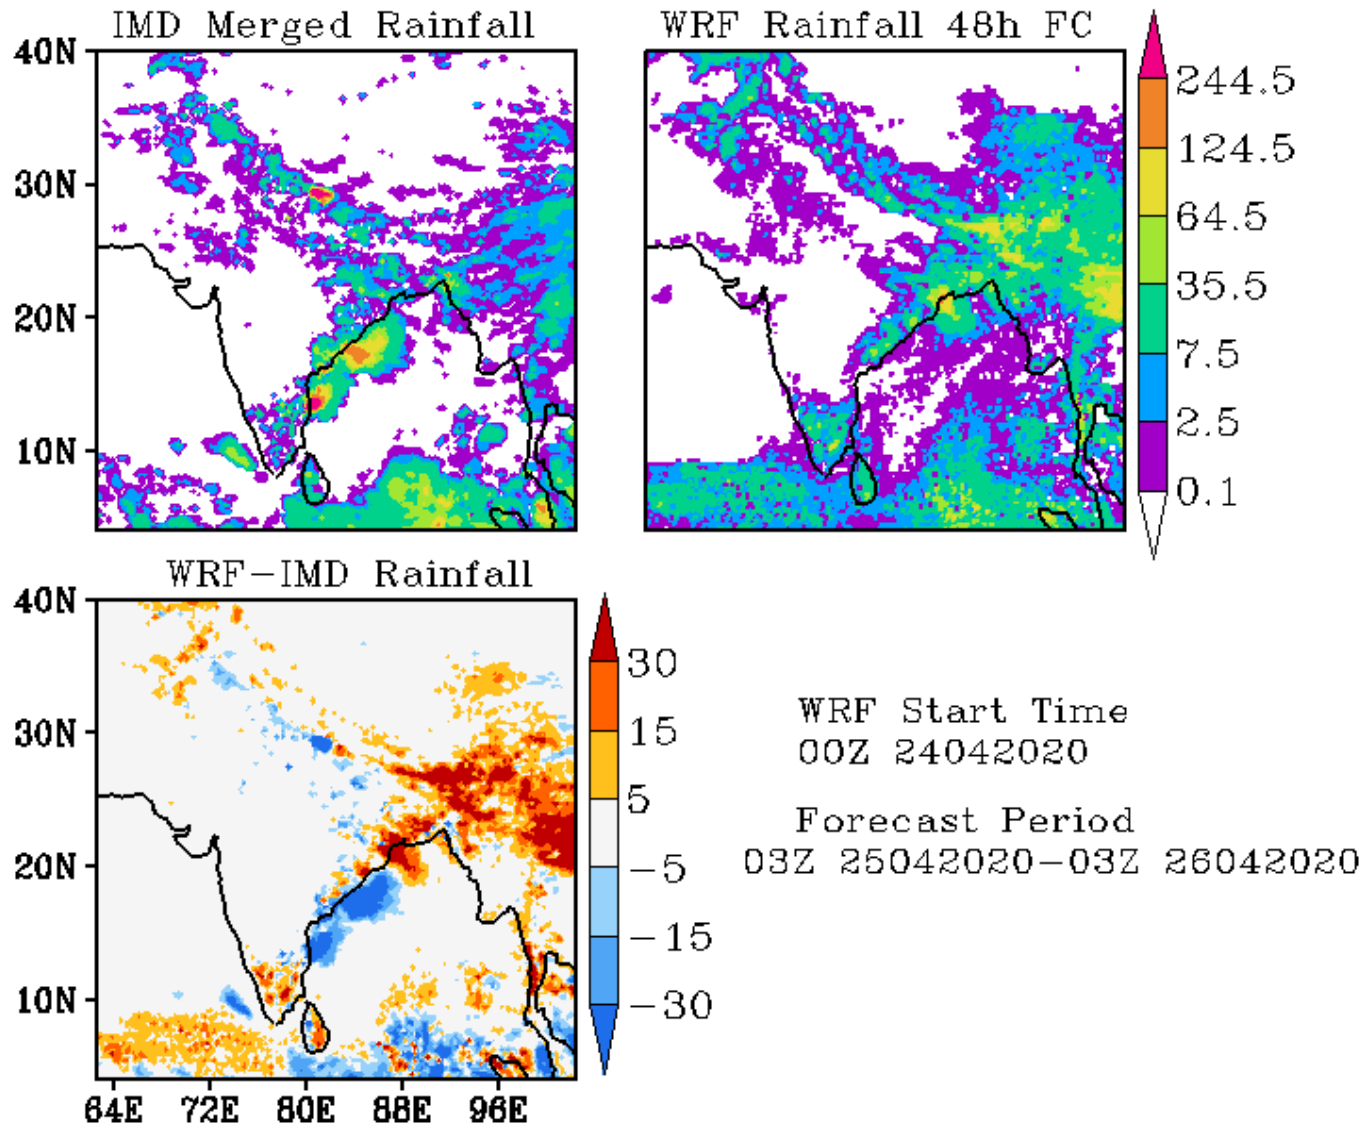 IMD Merged Rainfall
WRF Rainfall 48h FC
40N
30N
20N
10N
244.5
124.5
64.5
35.5
7.5
2.5
0.1
WRF-IMD Rainfall
40N
30N
20N
10N
64E 72E 80E 88E 96E
30
15
5
-5
-15
-30
WRF Start Time
00Z 24042020
Forecast Period
03Z 25042020-03Z 26042020